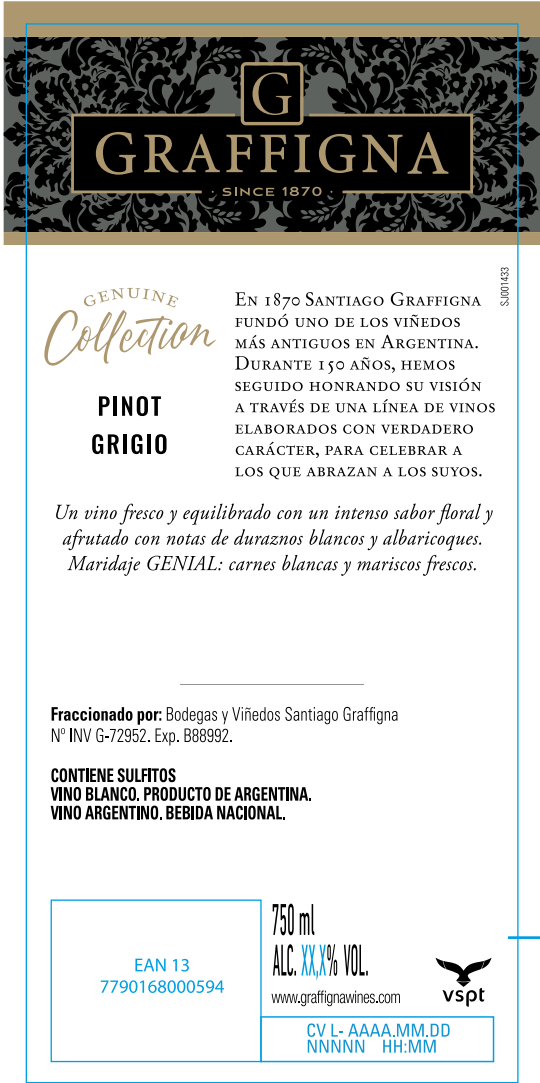 G
GRAFFIGNA
· SINCE 1870 ·
SJ001433
GENUINE
Collection
PINOT
GRIGIO
En 1870 Santiago Graffigna
fundó uno de los viñedos
más antiguos en Argentina.
Durante 150 años, hemos
seguido honrando su visión
a través de una línea de vinos
elaborados con verdadero
carácter, para celebrar a
los que abrazan a los suyos.
Un vino fresco y equilibrado con un intenso sabor floral y
afrutado con notas de duraznos blancos y albaricoques.
Maridaje GENIAL: carnes blancas y mariscos frescos.
Fraccionado por: Bodegas y Viñedos Santiago Graffigna
Nº INV G-72952. Exp. B88992.
CONTIENE SULFITOS
VINO BLANCO. PRODUCTO DE ARGENTINA.
VINO ARGENTINO. BEBIDA NACIONAL.
EAN 13
7790168000594
750 ml
ALC. XX,X% VOL.
www.graffignawines.com
vspt
CV L- AAAA.MM.DD
NNNNN HH:MM